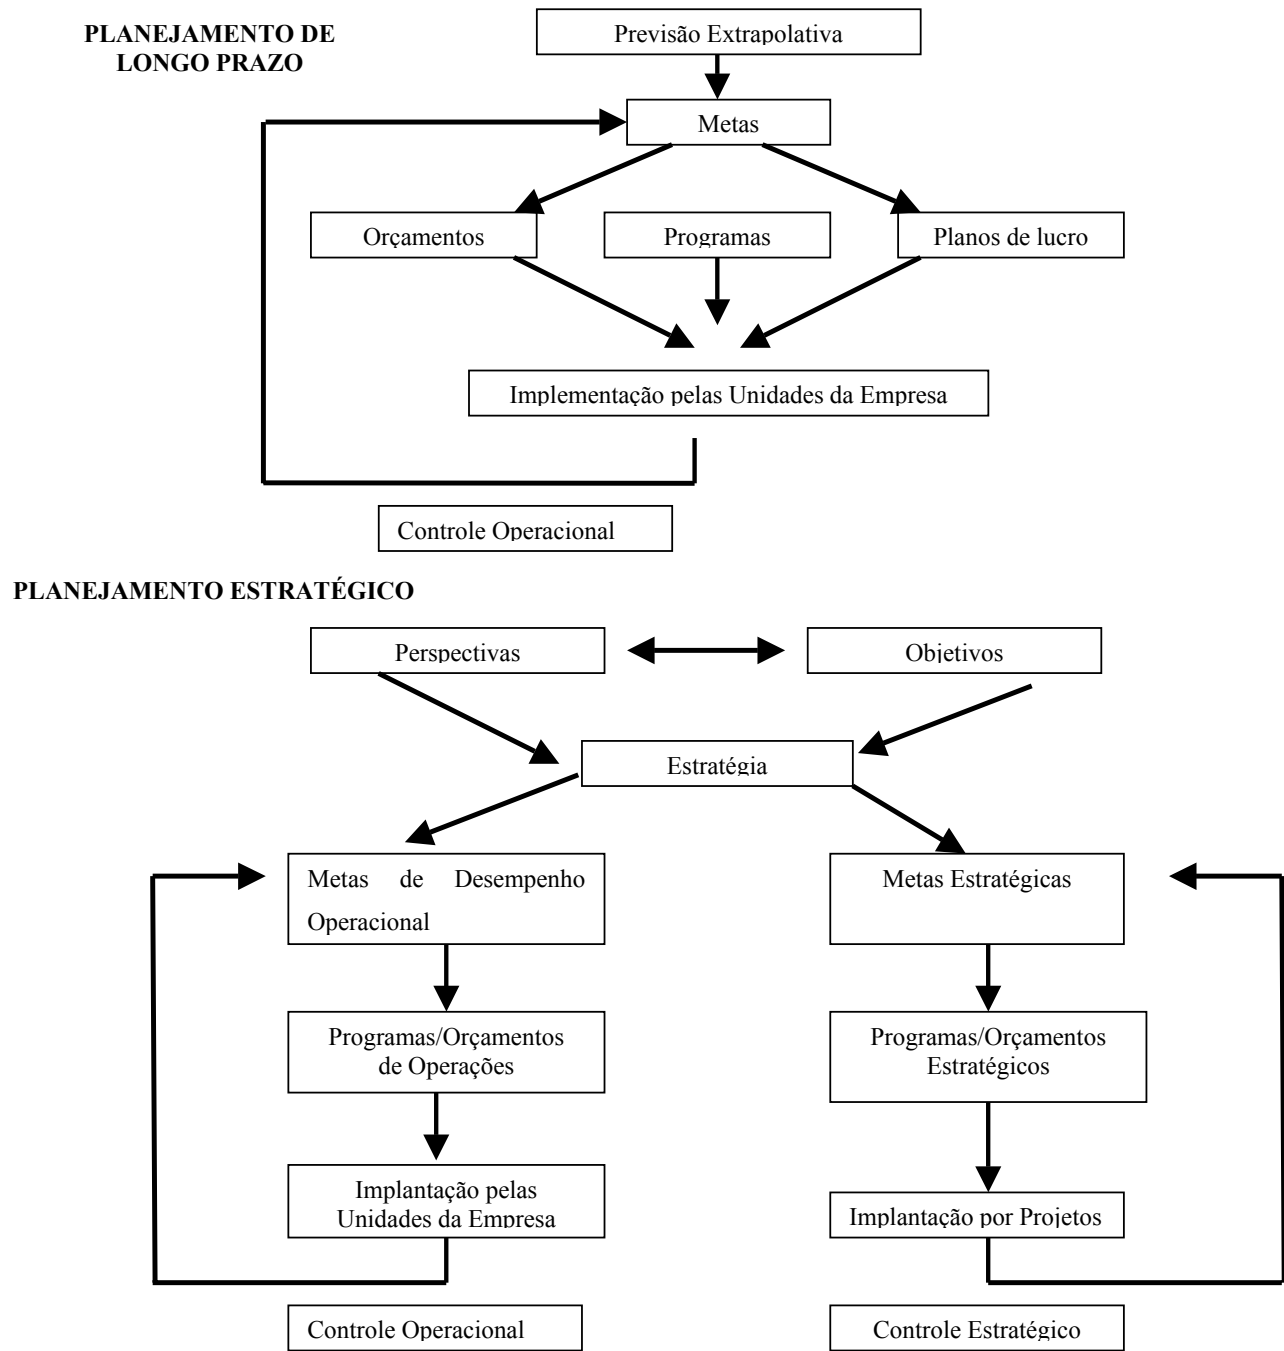 PLANEJAMENTO DE
LONGO PRAZO
Previsão Extrapolativa
Metas
Orçamentos
Programas
Planos de lucro
Implementação pelas Unidades da Empresa
Controle Operacional
PLANEJAMENTO ESTRATÉGICO
Perspectivas
Objetivos
Estratégia
Metas de Desempenho
Operacional
Metas Estratégicas
Programas/Orçamentos
de Operações
Programas/Orçamentos
Estratégicos
Implantação pelas
Unidades da Empresa
Implantação por Projetos
Controle Operacional
Controle Estratégico